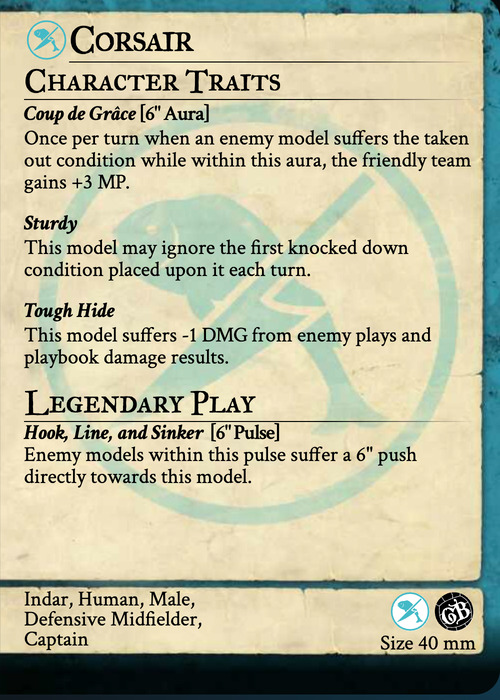 Corsair
Character Traits
Coup de Grâce [6" Aura]
Once per turn when an enemy model suffers the taken
out condition while within this aura, the friendly team
gains +3 MP.
Sturdy
This model may ignore the first knocked down
condition placed upon it each turn.
Tough Hide
This model suffers -1 DMG from enemy plays and
playbook damage results.
Legendary Play
Hook, Line, and Sinker [6" Pulse]
Enemy models within this pulse suffer a 6" push
directly towards this model.
Indar, Human, Male,
Defensive Midfielder,
Captain
GB
Size 40 mm